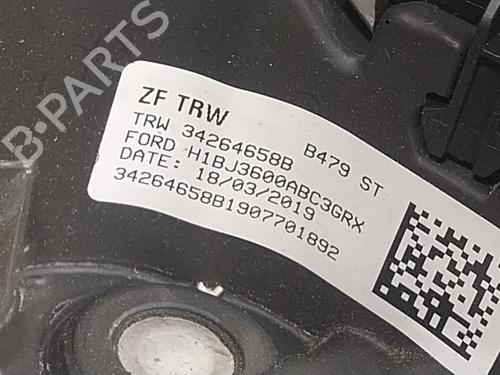 B-PARTS
ZF TRW
TRW 34264658B B479 ST
FORD H1BJ3600ABC3GRX
DATE: 18/03/2019
34264658B1907701892